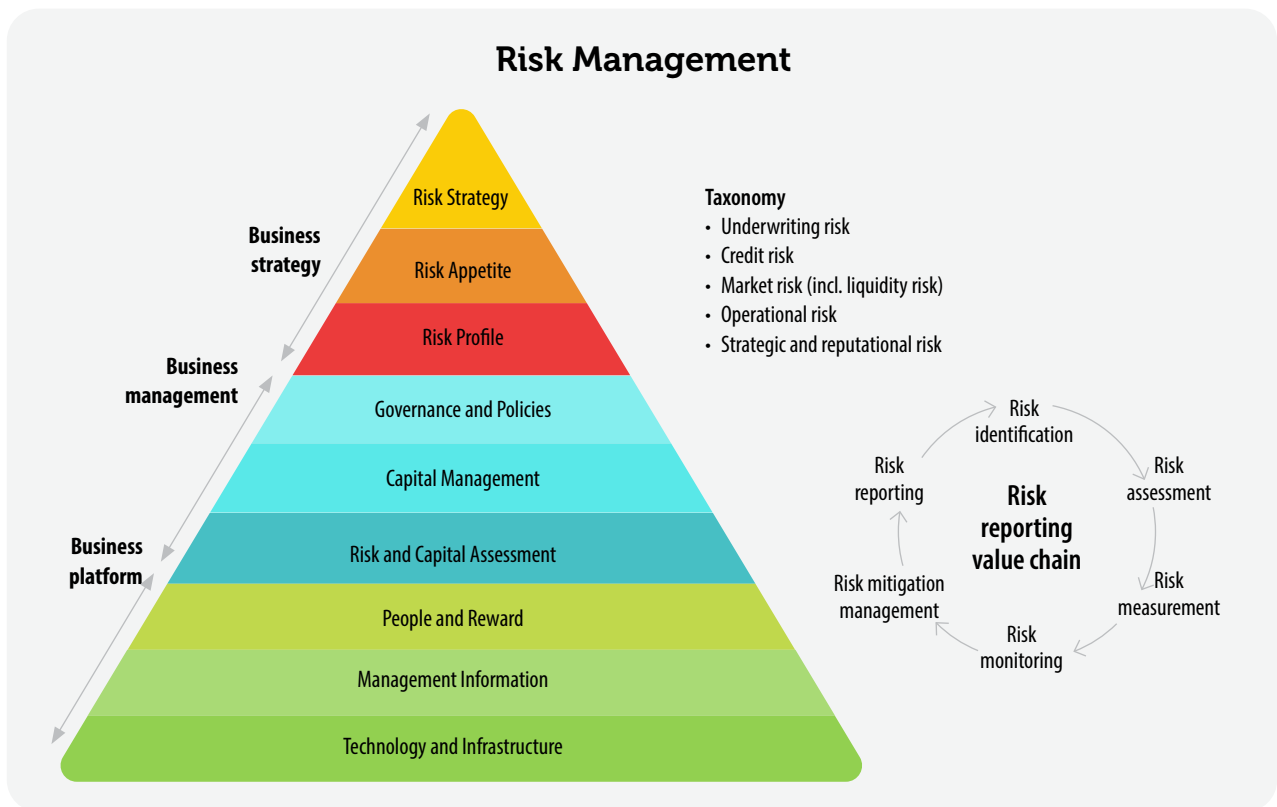 Risk Management
Business
strategy
Business
management
Business
platform
Risk Strategy
Risk Appetite
Risk Profile
Governance and Policies
Capital Management
Risk and Capital Assessment
People and Reward
Management Information
Technology and Infrastructure
Taxonomy
• Underwriting risk
• Credit risk
• Market risk (incl. liquidity risk)
• Operational risk
• Strategic and reputational risk
Risk
reporting
value chain
Risk
identification
Risk
assessment
Risk
measurement
Risk
monitoring
Risk mitigation
management
Risk
reporting